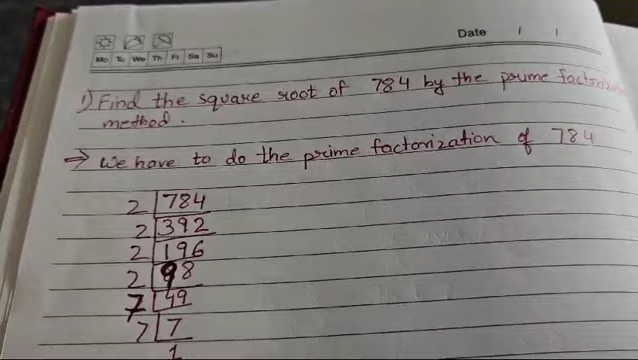 Date / /
Mo Tu We Th Fr Sa Su
1) Find the square root of 784 by the prime factorization
method.
⇒ We have to do the prime factorization of 784
2 | 784
2 | 392
2 | 196
2 | 98
7 | 49
7 | 7
1